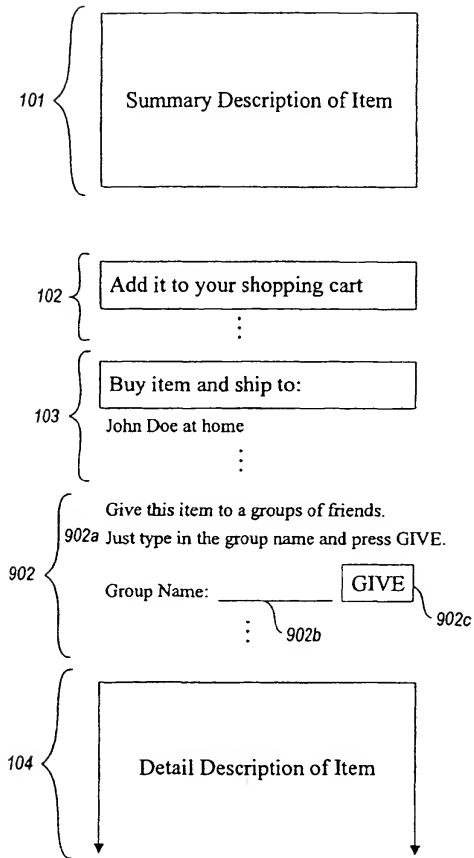 101
Summary Description of Item
102
Add it to your shopping cart
103
Buy item and ship to:
John Doe at home
902
Give this item to a groups of friends.
902a Just type in the group name and press GIVE.
Group Name: ____________ GIVE
902b
902c
104
Detail Description of Item